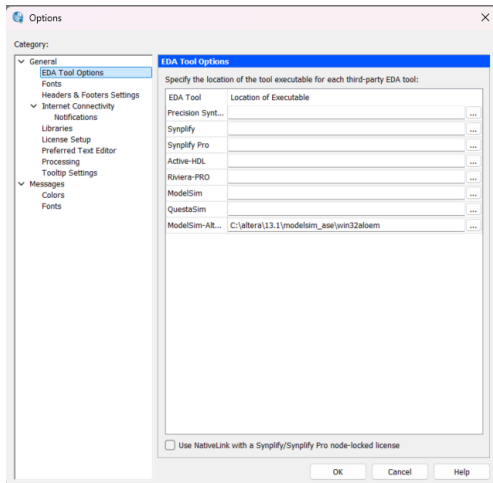 Options
Category:
General
EDA Tool Options
Fonts
Headers & Footers Settings
Internet Connectivity
Notifications
Libraries
License Setup
Preferred Text Editor
Processing
Tooltip Settings
Messages
Colors
Fonts
EDA Tool Options
Specify the location of the tool executable for each third-party EDA tool:
EDA Tool Location of Executable
Precision Synt... ...
Synplify ...
Synplify Pro ...
Active-HDL ...
Riviera-PRO ...
ModelSim ...
QuestaSim ...
ModelSim-Alt... C:\altera\13.1\modelsim_ase\win32aloem ...
Use NativeLink with a Synplify/Synplify Pro node-locked license
OK Cancel Help